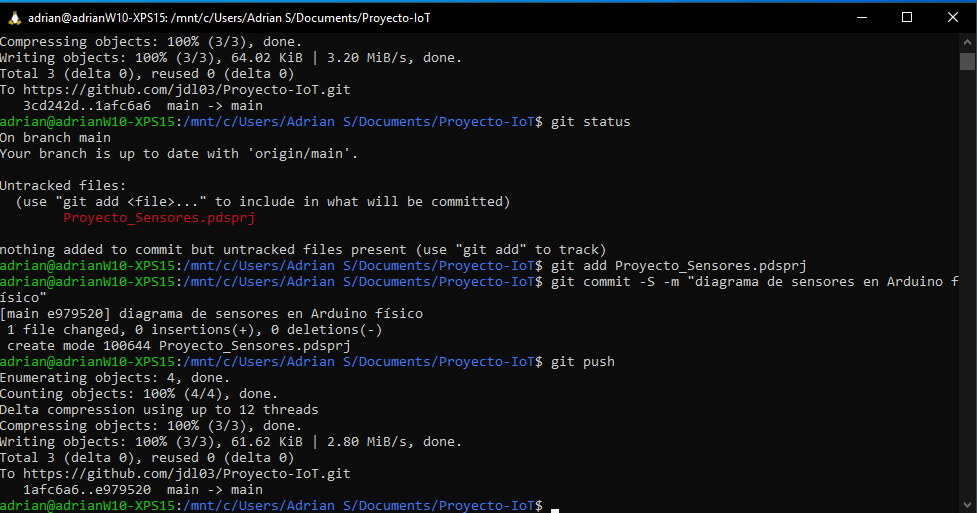 adrian@adrianW10-XPS15: /mnt/c/Users/Adrian S/Documents/Proyecto-IoT
Compressing objects: 100% (3/3), done.
Writing objects: 100% (3/3), 64.02 KiB | 3.20 MiB/s, done.
Total 3 (delta 0), reused 0 (delta 0)
To https://github.com/jdl03/Proyecto-IoT.git
   3cd242d..1afc6a6  main -> main
adrian@adrianW10-XPS15:/mnt/c/Users/Adrian S/Documents/Proyecto-IoT$ git status
On branch main
Your branch is up to date with 'origin/main'.
Untracked files:
  (use "git add <file>..." to include in what will be committed)
        Proyecto_Sensores.pdsprj
nothing added to commit but untracked files present (use "git add" to track)
adrian@adrianW10-XPS15:/mnt/c/Users/Adrian S/Documents/Proyecto-IoT$ git add Proyecto_Sensores.pdsprj
adrian@adrianW10-XPS15:/mnt/c/Users/Adrian S/Documents/Proyecto-IoT$ git commit -S -m "diagrama de sensores en Arduino f
ísico"
[main e979520] diagrama de sensores en Arduino físico
 1 file changed, 0 insertions(+), 0 deletions(-)
 create mode 100644 Proyecto_Sensores.pdsprj
adrian@adrianW10-XPS15:/mnt/c/Users/Adrian S/Documents/Proyecto-IoT$ git push
Enumerating objects: 4, done.
Counting objects: 100% (4/4), done.
Delta compression using up to 12 threads
Compressing objects: 100% (3/3), done.
Writing objects: 100% (3/3), 61.62 KiB | 2.80 MiB/s, done.
Total 3 (delta 0), reused 0 (delta 0)
To https://github.com/jdl03/Proyecto-IoT.git
   1afc6a6..e979520  main -> main
adrian@adrianW10-XPS15:/mnt/c/Users/Adrian S/Documents/Proyecto-IoT$